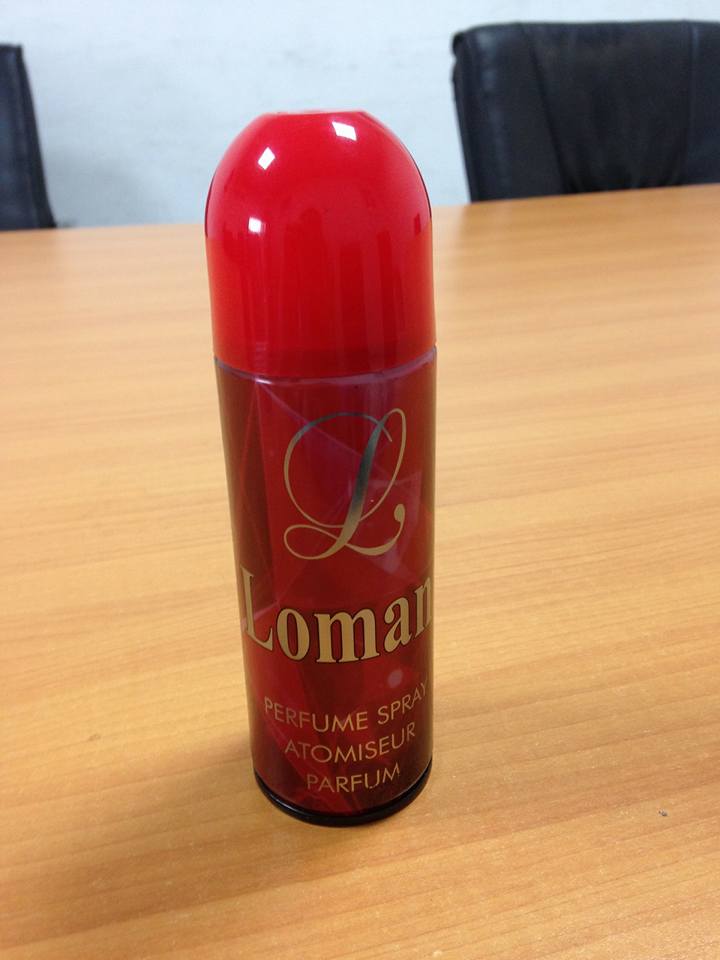 L
Loman
PERFUME SPRAY
ATOMISEUR
PARFUM